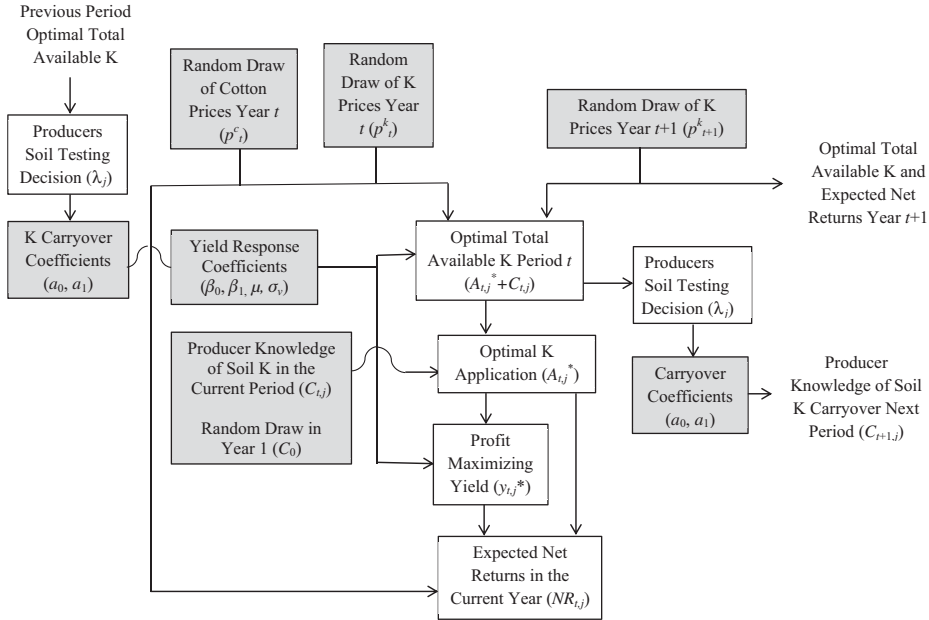 Previous Period
Optimal Total
Available K
Producers
Soil Testing
Decision (λj)
K Carryover
Coefficients
(a0, a1)
Random Draw
of Cotton
Prices Year t
(p^c_t)
Random
Draw of K
Prices Year
t (p^k_t)
Random Draw of K
Prices Year t+1 (p^k_t+1)
Optimal Total
Available K and
Expected Net
Returns Year t+1
Yield Response
Coefficients
(β0, β1, μ, σv)
Optimal Total
Available K Period t
(At,j*+Ct,j)
Producers
Soil Testing
Decision (λj)
Producer Knowledge
of Soil K in the
Current Period (Ct,j)
Random Draw in
Year 1 (C0)
Optimal K
Application (At,j*)
Carryover
Coefficients
(a0, a1)
Producer
Knowledge of Soil
K Carryover Next
Period (Ct+1,j)
Profit
Maximizing
Yield (yt,j*)
Expected Net
Returns in the
Current Year (NRt,j)